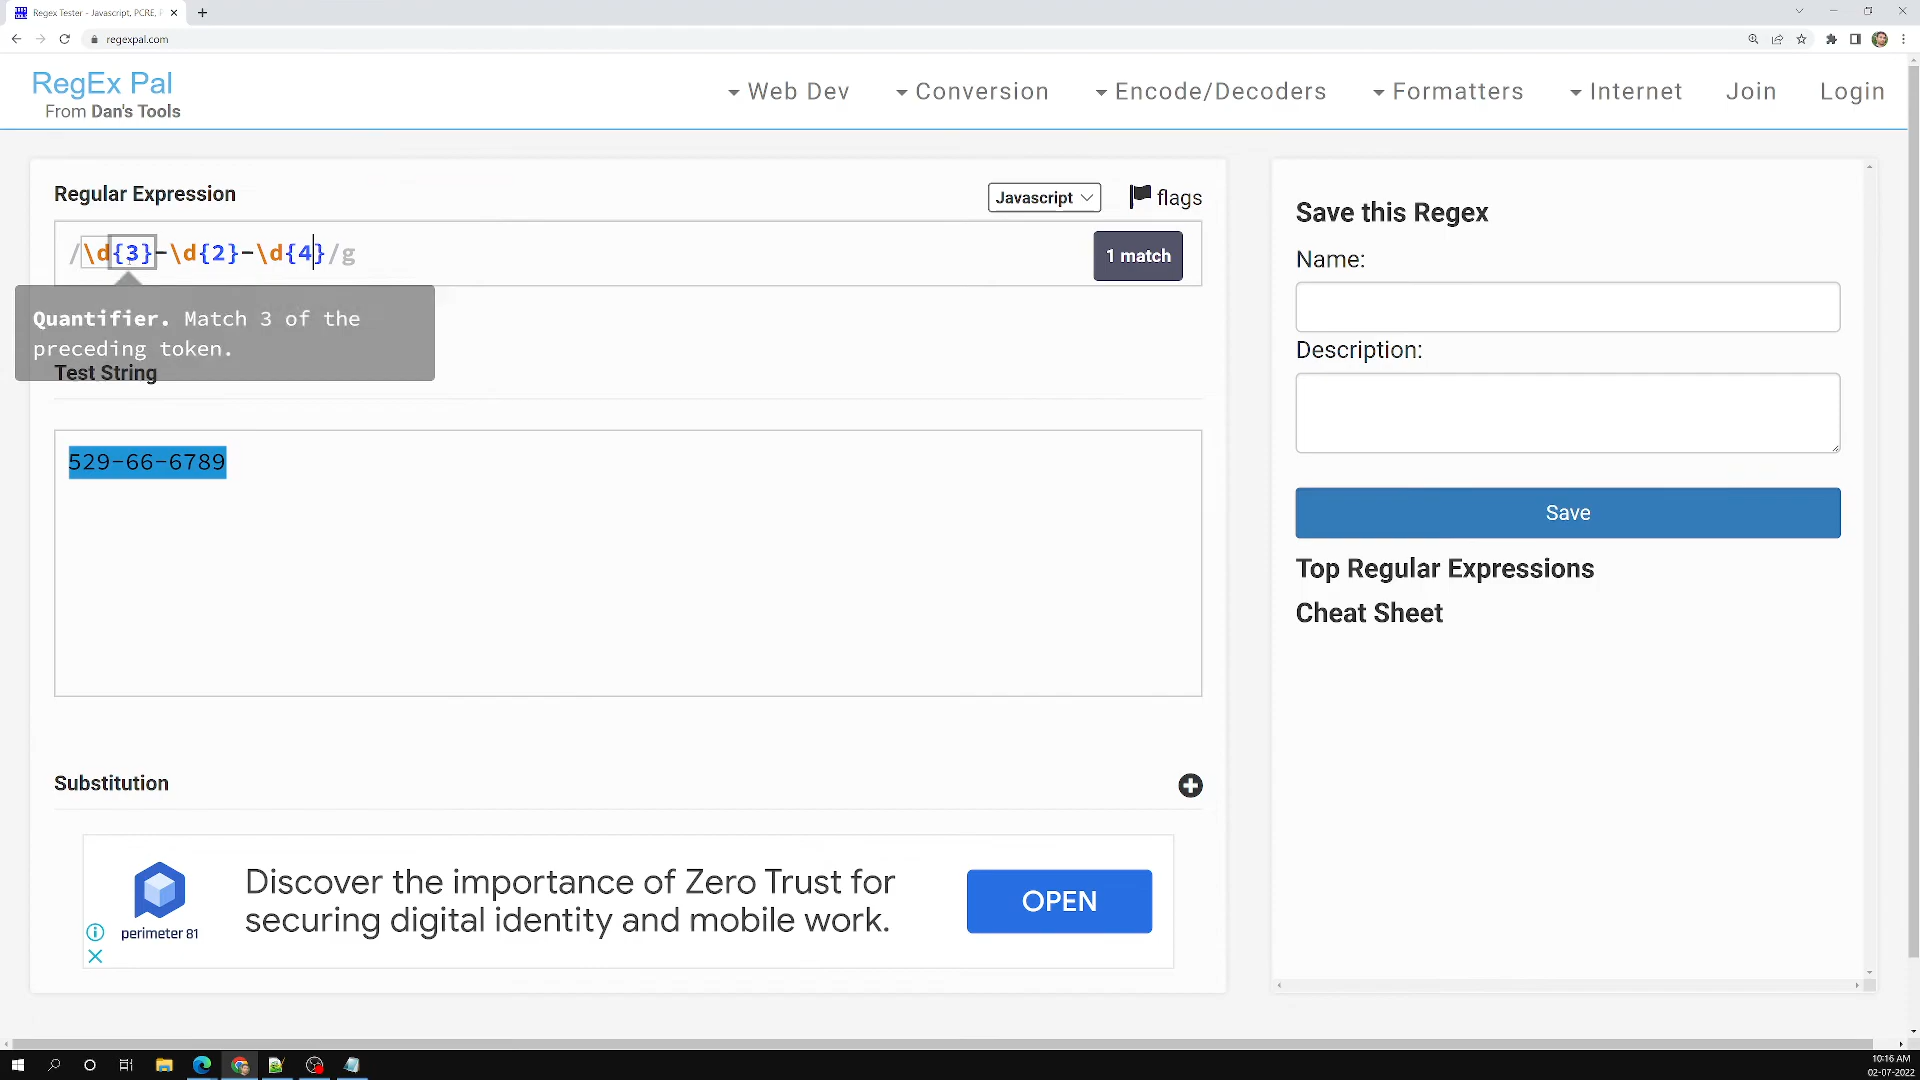 Regex Tester - Javascript, PCRE, P
regexpal.com
RegEx Pal
From Dan's Tools
Web Dev
Conversion
Encode/Decoders
Formatters
Internet
Join
Login
Regular Expression
Javascript
flags
/\d{3}-\d{2}-\d{4}/g
1 match
Quantifier. Match 3 of the
preceding token.
Test String
529-66-6789
Substitution
perimeter 81
Discover the importance of Zero Trust for
securing digital identity and mobile work.
OPEN
Save this Regex
Name:
Description:
Save
Top Regular Expressions
Cheat Sheet
10:16 AM
02-07-2022